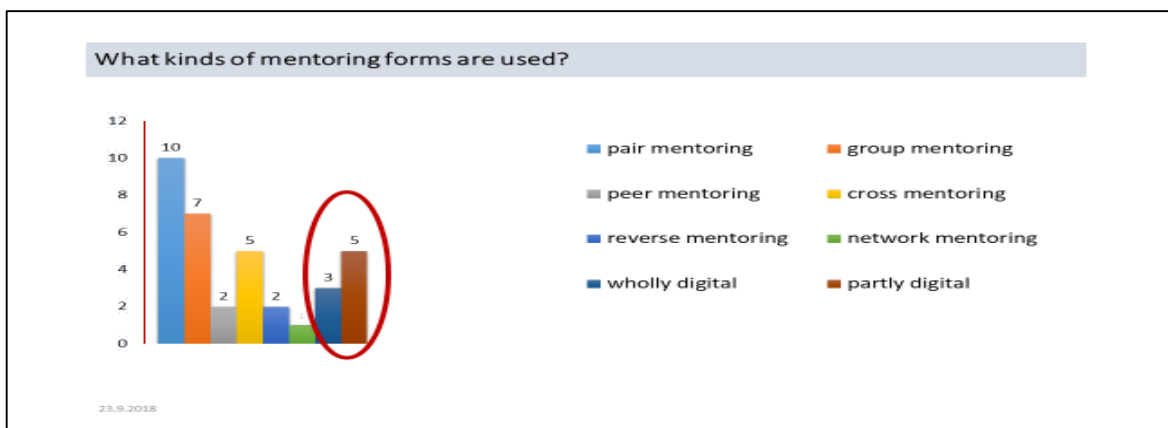 What kinds of mentoring forms are used?
12
10
8
6
4
2
0
10
7
2
5
2
1
3
5
pair mentoring
group mentoring
peer mentoring
cross mentoring
reverse mentoring
network mentoring
wholly digital
partly digital
23.9.2018